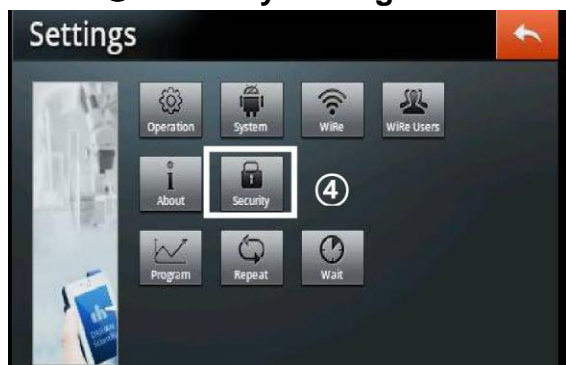 Settings
Operation System WiRe WiRe Users
About Security ④
Program Repeat Wait